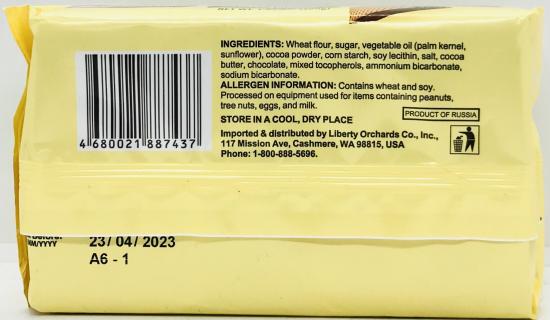 INGREDIENTS: Wheat flour, sugar, vegetable oil (palm kernel,
sunflower), cocoa powder, corn starch, soy lecithin, salt, cocoa
butter, chocolate, mixed tocopherols, ammonium bicarbonate,
sodium bicarbonate.
ALLERGEN INFORMATION: Contains wheat and soy.
Processed on equipment used for items containing peanuts,
tree nuts, eggs, and milk.
STORE IN A COOL, DRY PLACE
PRODUCT OF RUSSIA
Imported & distributed by Liberty Orchards Co., Inc.,
117 Mission Ave, Cashmere, WA 98815, USA
Phone: 1-800-888-5696.
4 680021 887437
23/ 04/ 2023
A6 - 1